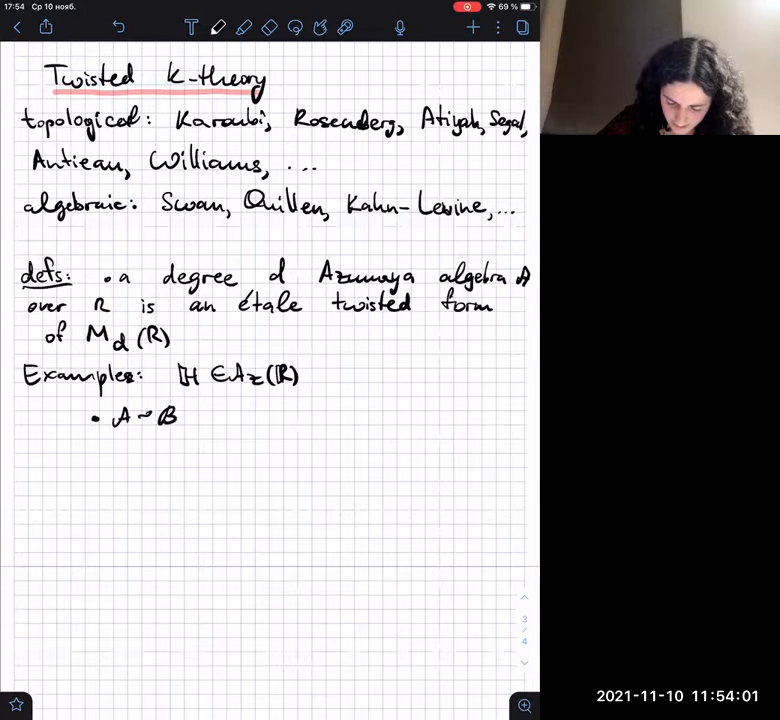 17:54 Ср 10 нояб.
69 %
Twisted K-theory
topological: Karoubi, Rosenberg, Atiyah, Segal,
Antieau, Williams, ...
algebraic: Swan, Quillen, Kahn-Levine, ...
defs: • a degree d Azumaya algebra A
over R is an étale twisted form
of M_d (R)
Examples: ℍ ∈ Az(ℝ)
• A ~ B
3
/
4
2021-11-10 11:54:01